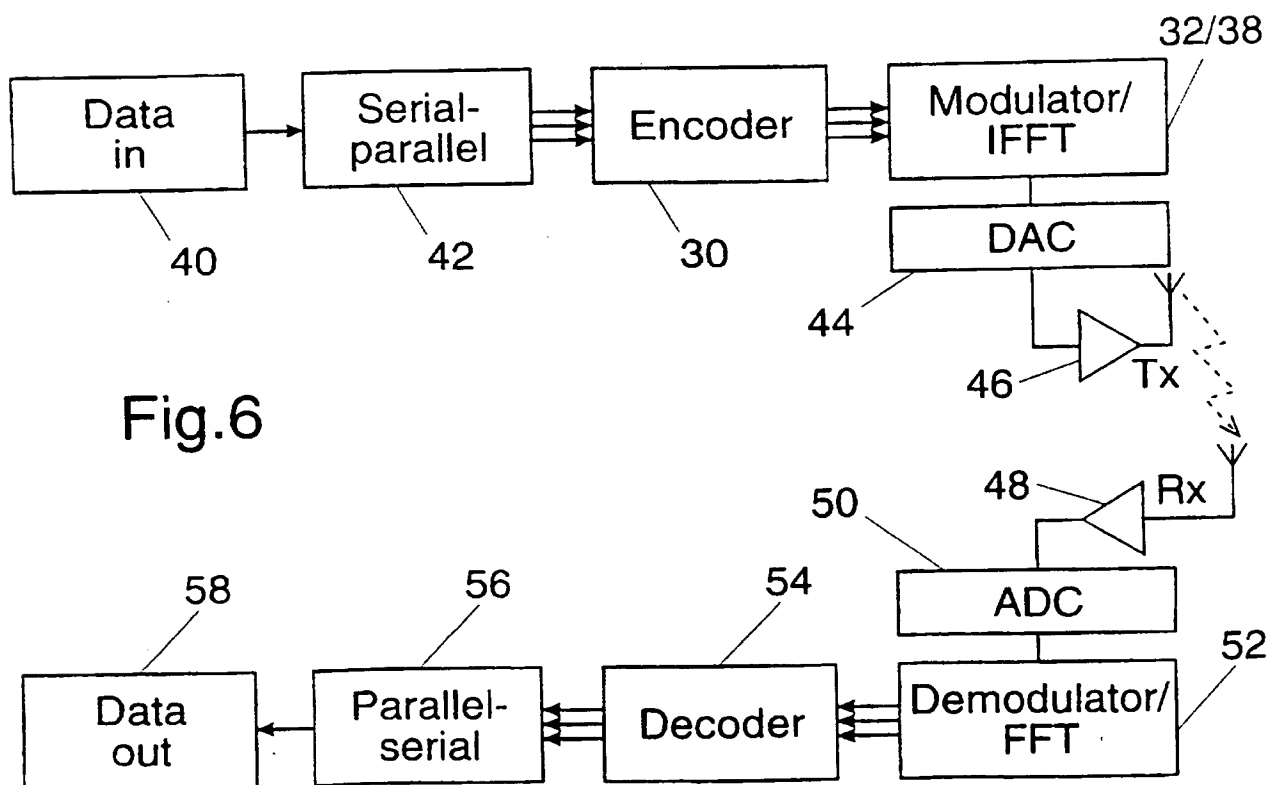 32/38
Data
in
Serial-
parallel
Encoder
Modulator/
IFFT
40
42
30
DAC
44
46
Tx
Fig.6
48
Rx
50
ADC
58
56
54
52
Data
out
Parallel-
serial
Decoder
Demodulator/
FFT